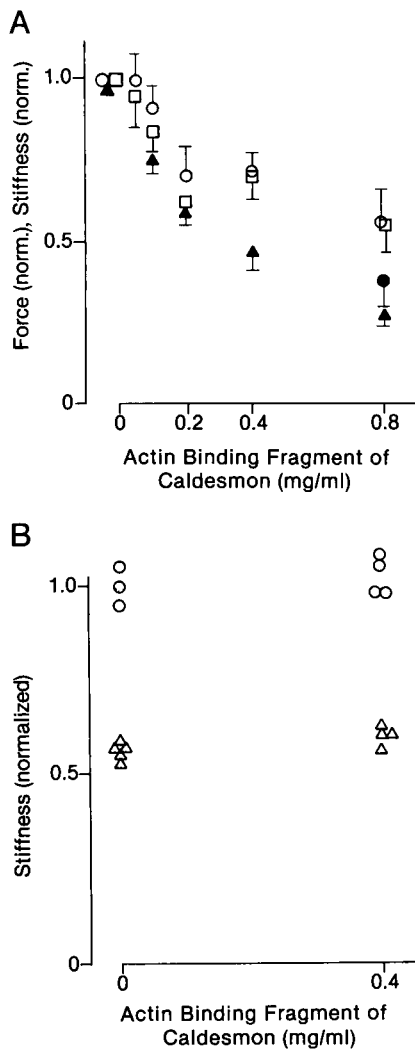 A
Force (norm.), Stiffness (norm.)
1.0
0.5
0
0 0.2 0.4 0.8
Actin Binding Fragment of
Caldesmon (mg/ml)
B
Stiffness (normalized)
1.0
0.5
0
0 0.4
Actin Binding Fragment of
Caldesmon (mg/ml)